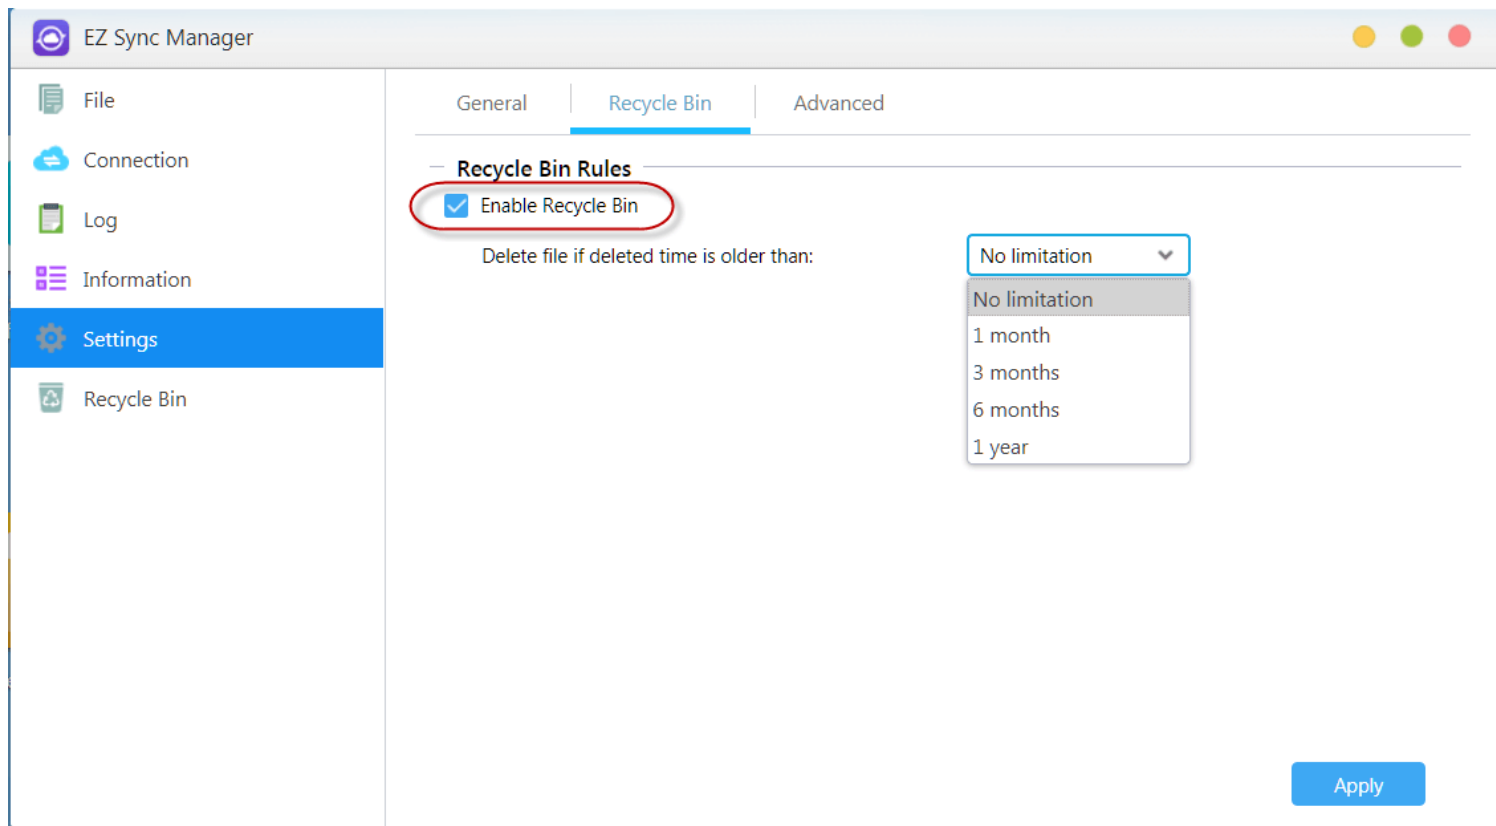 EZ Sync Manager
File
Connection
Log
Information
Settings
Recycle Bin
General
Recycle Bin
Advanced
Recycle Bin Rules
Enable Recycle Bin
Delete file if deleted time is older than:
No limitation
No limitation
1 month
3 months
6 months
1 year
Apply